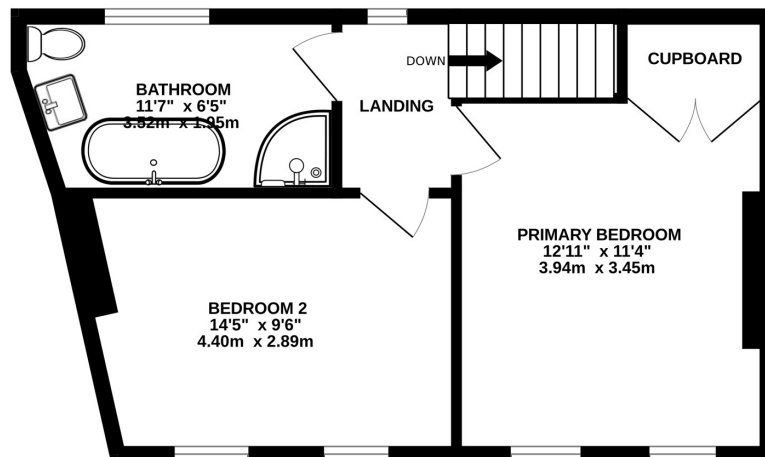 BATHROOM
11'7" x 6'5"
3.52m x 1.95m
DOWN
LANDING
CUPBOARD
PRIMARY BEDROOM
12'11" x 11'4"
3.94m x 3.45m
BEDROOM 2
14'5" x 9'6"
4.40m x 2.89m